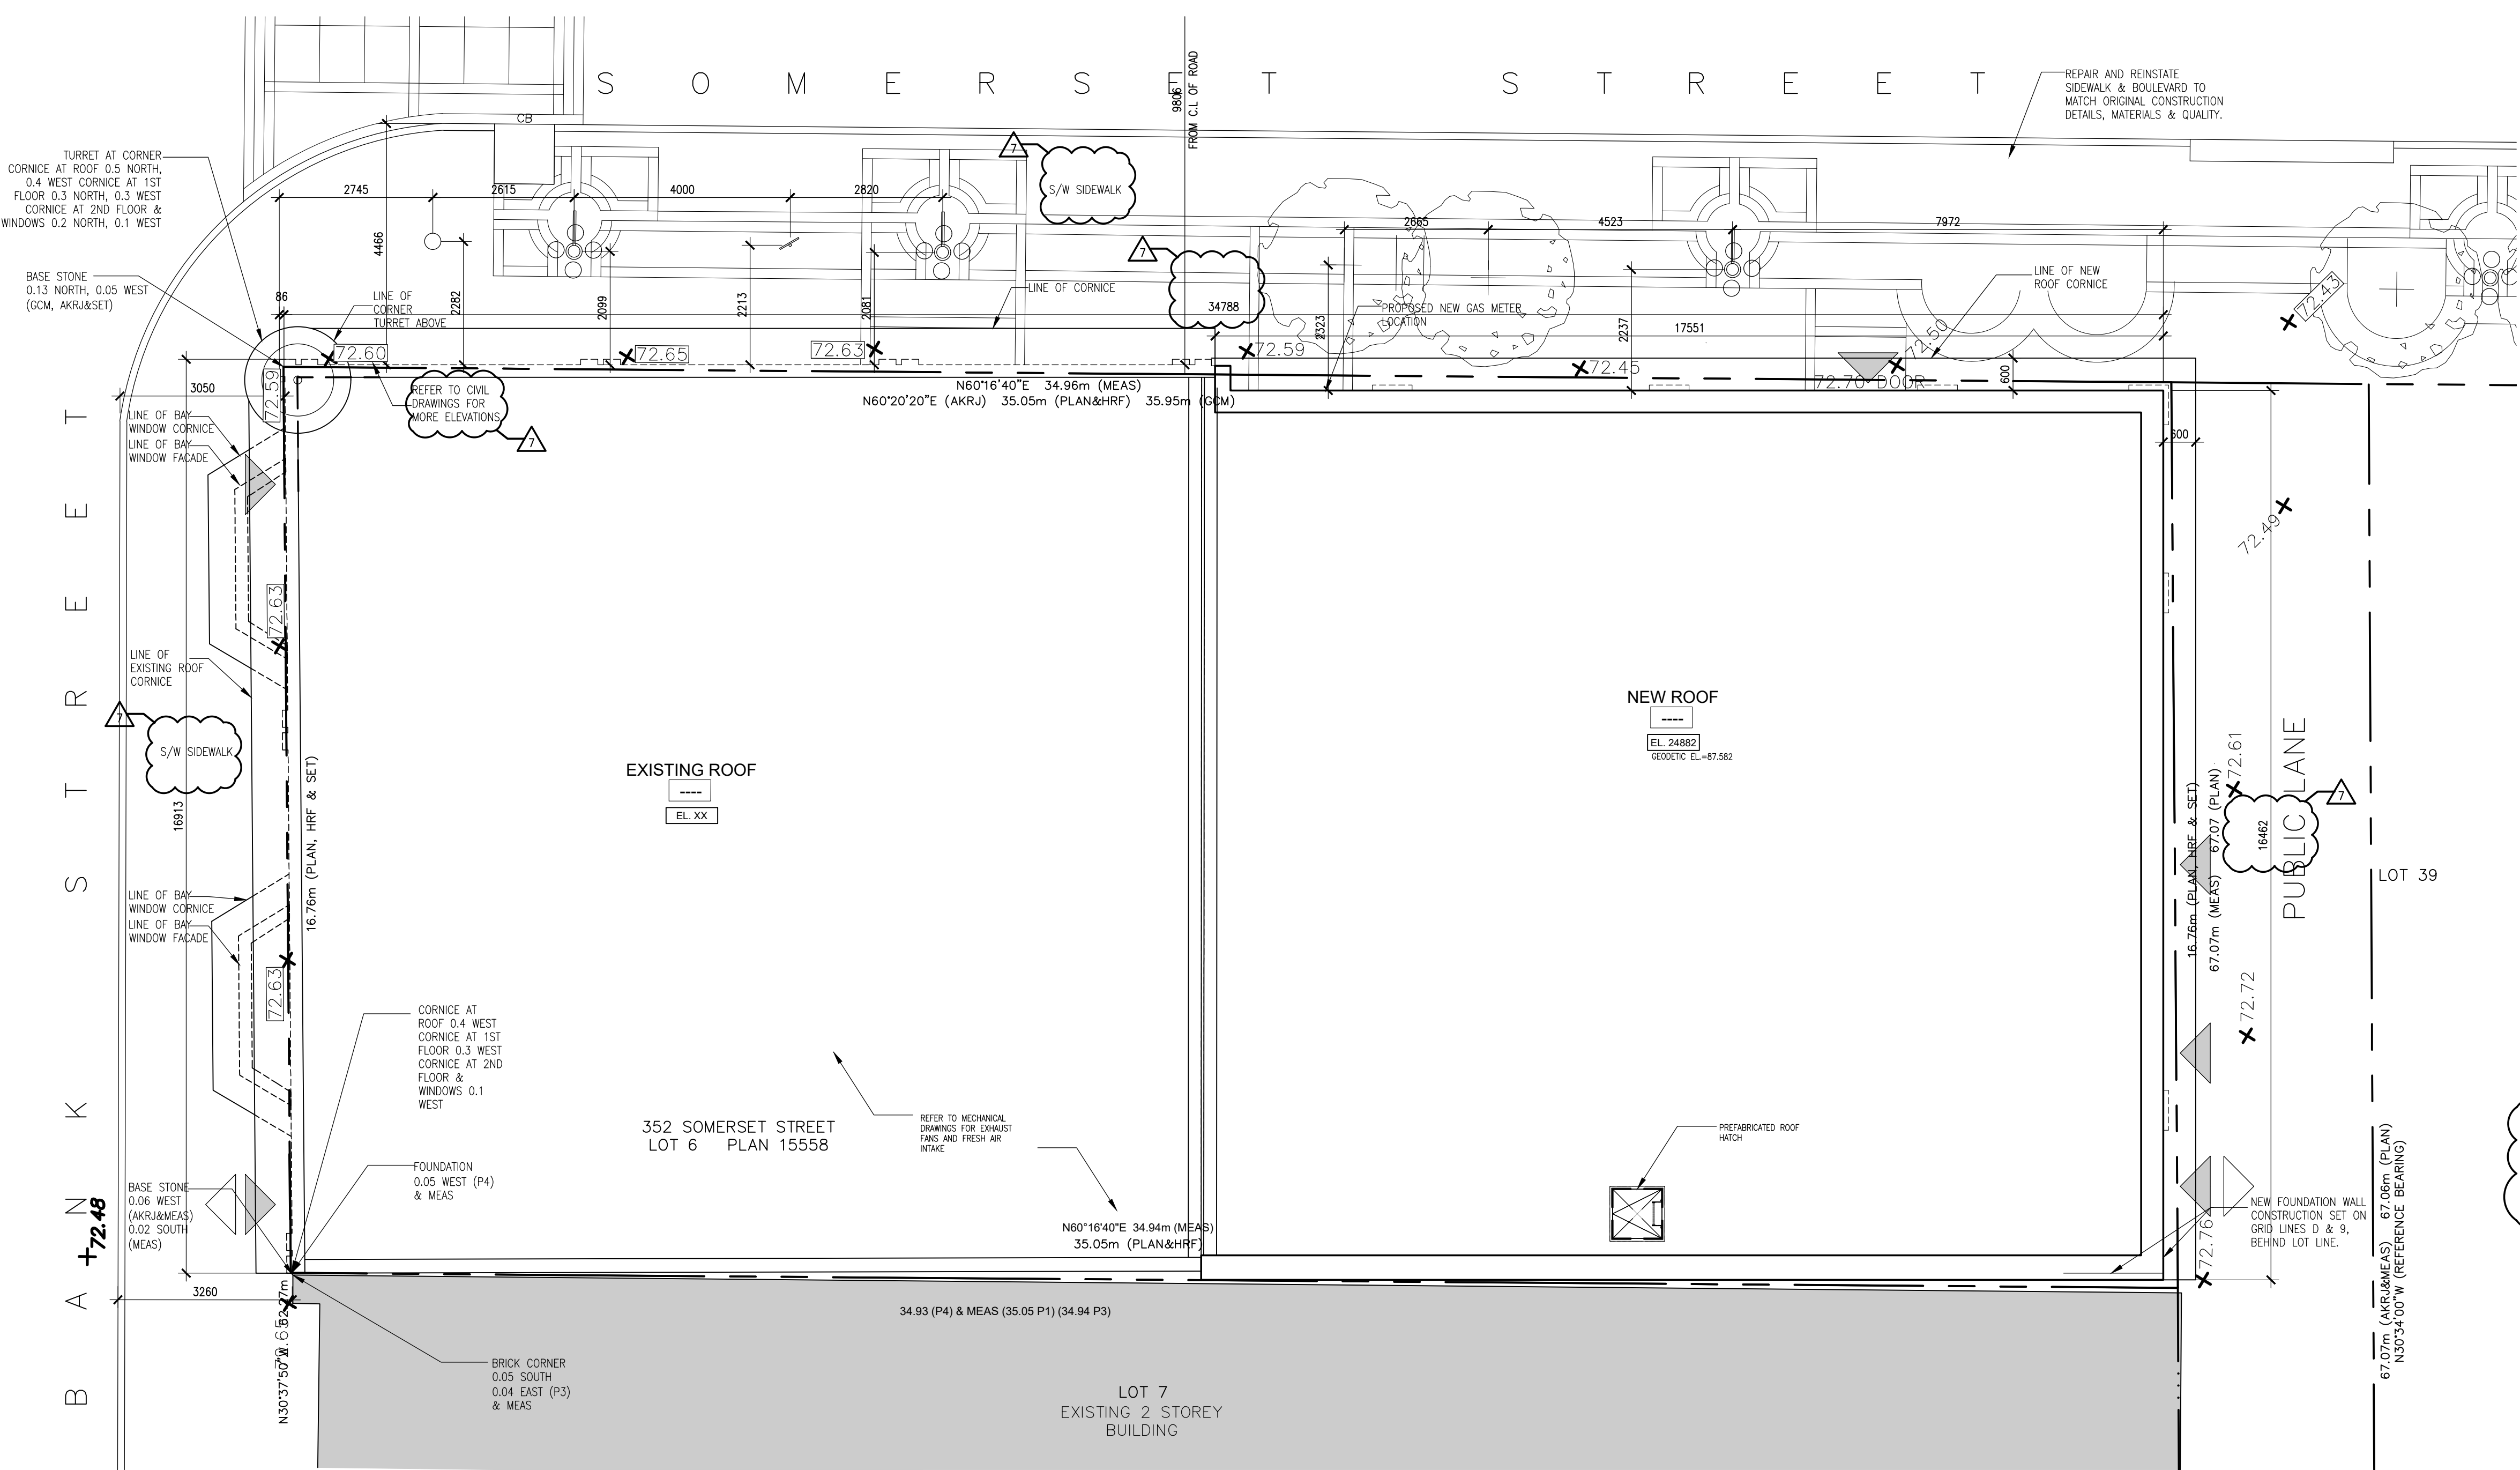 SOMERSET STREET
9806
FROM C.L OF ROAD
REPAIR AND REINSTATE
SIDEWALK & BOULEVARD TO
MATCH ORIGINAL CONSTRUCTION
DETAILS, MATERIALS & QUALITY.
CB
TURRET AT CORNER
CORNICE AT ROOF 0.5 NORTH,
0.4 WEST CORNICE AT 1ST
FLOOR 0.3 NORTH, 0.3 WEST
CORNICE AT 2ND FLOOR &
WINDOWS 0.2 NORTH, 0.1 WEST
7
S/W SIDEWALK
2745
2615
4000
2820
2665
4523
7972
4466
7
BASE STONE
0.13 NORTH, 0.05 WEST
(GCM, AKRJ&SET)
86
LINE OF
CORNER
TURRET ABOVE
2282
2099
2213
2081
LINE OF CORNICE
34788
2323
PROPOSED NEW GAS METER
LOCATION
2237
17551
LINE OF NEW
ROOF CORNICE
72.43
72.60
72.65
72.63
72.59
72.45
72.50
72.70 DOOR
600
3050
72.59
REFER TO CIVIL
DRAWINGS FOR
MORE ELEVATIONS
7
N60°16'40"E 34.96m (MEAS)
N60°20'20"E (AKRJ) 35.05m (PLAN&HRF) 35.95m (GCM)
600
LINE OF BAY
WINDOW CORNICE
LINE OF BAY
WINDOW FACADE
72.49
72.63
LINE OF
EXISTING ROOF
CORNICE
7
S/W SIDEWALK
16913
16.76m (PLAN, HRF & SET)
EXISTING ROOF
----
EL. XX
NEW ROOF
----
EL. 24882
GEODETIC EL.=87.582
72.61
PUBLIC LANE
7
16462
16.76m (PLAN, HRF & SET)
67.07m (MEAS) 67.07 (PLAN)
LOT 39
LINE OF BAY
WINDOW CORNICE
LINE OF BAY
WINDOW FACADE
72.63
72.72
CORNICE AT
ROOF 0.4 WEST
CORNICE AT 1ST
FLOOR 0.3 WEST
CORNICE AT 2ND
FLOOR &
WINDOWS 0.1
WEST
352 SOMERSET STREET
LOT 6 PLAN 15558
REFER TO MECHANICAL
DRAWINGS FOR EXHAUST
FANS AND FRESH AIR
INTAKE
PREFABRICATED ROOF
HATCH
FOUNDATION
0.05 WEST (P4)
& MEAS
BASE STONE
0.06 WEST
(AKRJ&MEAS)
0.02 SOUTH
(MEAS)
BANK STREET
72.48
N60°16'40"E 34.94m (MEAS)
35.05m (PLAN&HRF)
NEW FOUNDATION WALL
CONSTRUCTION SET ON
GRID LINES D & 9,
BEHIND LOT LINE.
72.76
67.07m (AKRJ&MEAS) 67.06m (PLAN)
N30°34'00"W (REFERENCE BEARING)
3260
34.93 (P4) & MEAS (35.05 P1) (34.94 P3)
N30°37'50"W
62.27m
BRICK CORNER
0.05 SOUTH
0.04 EAST (P3)
& MEAS
LOT 7
EXISTING 2 STOREY
BUILDING